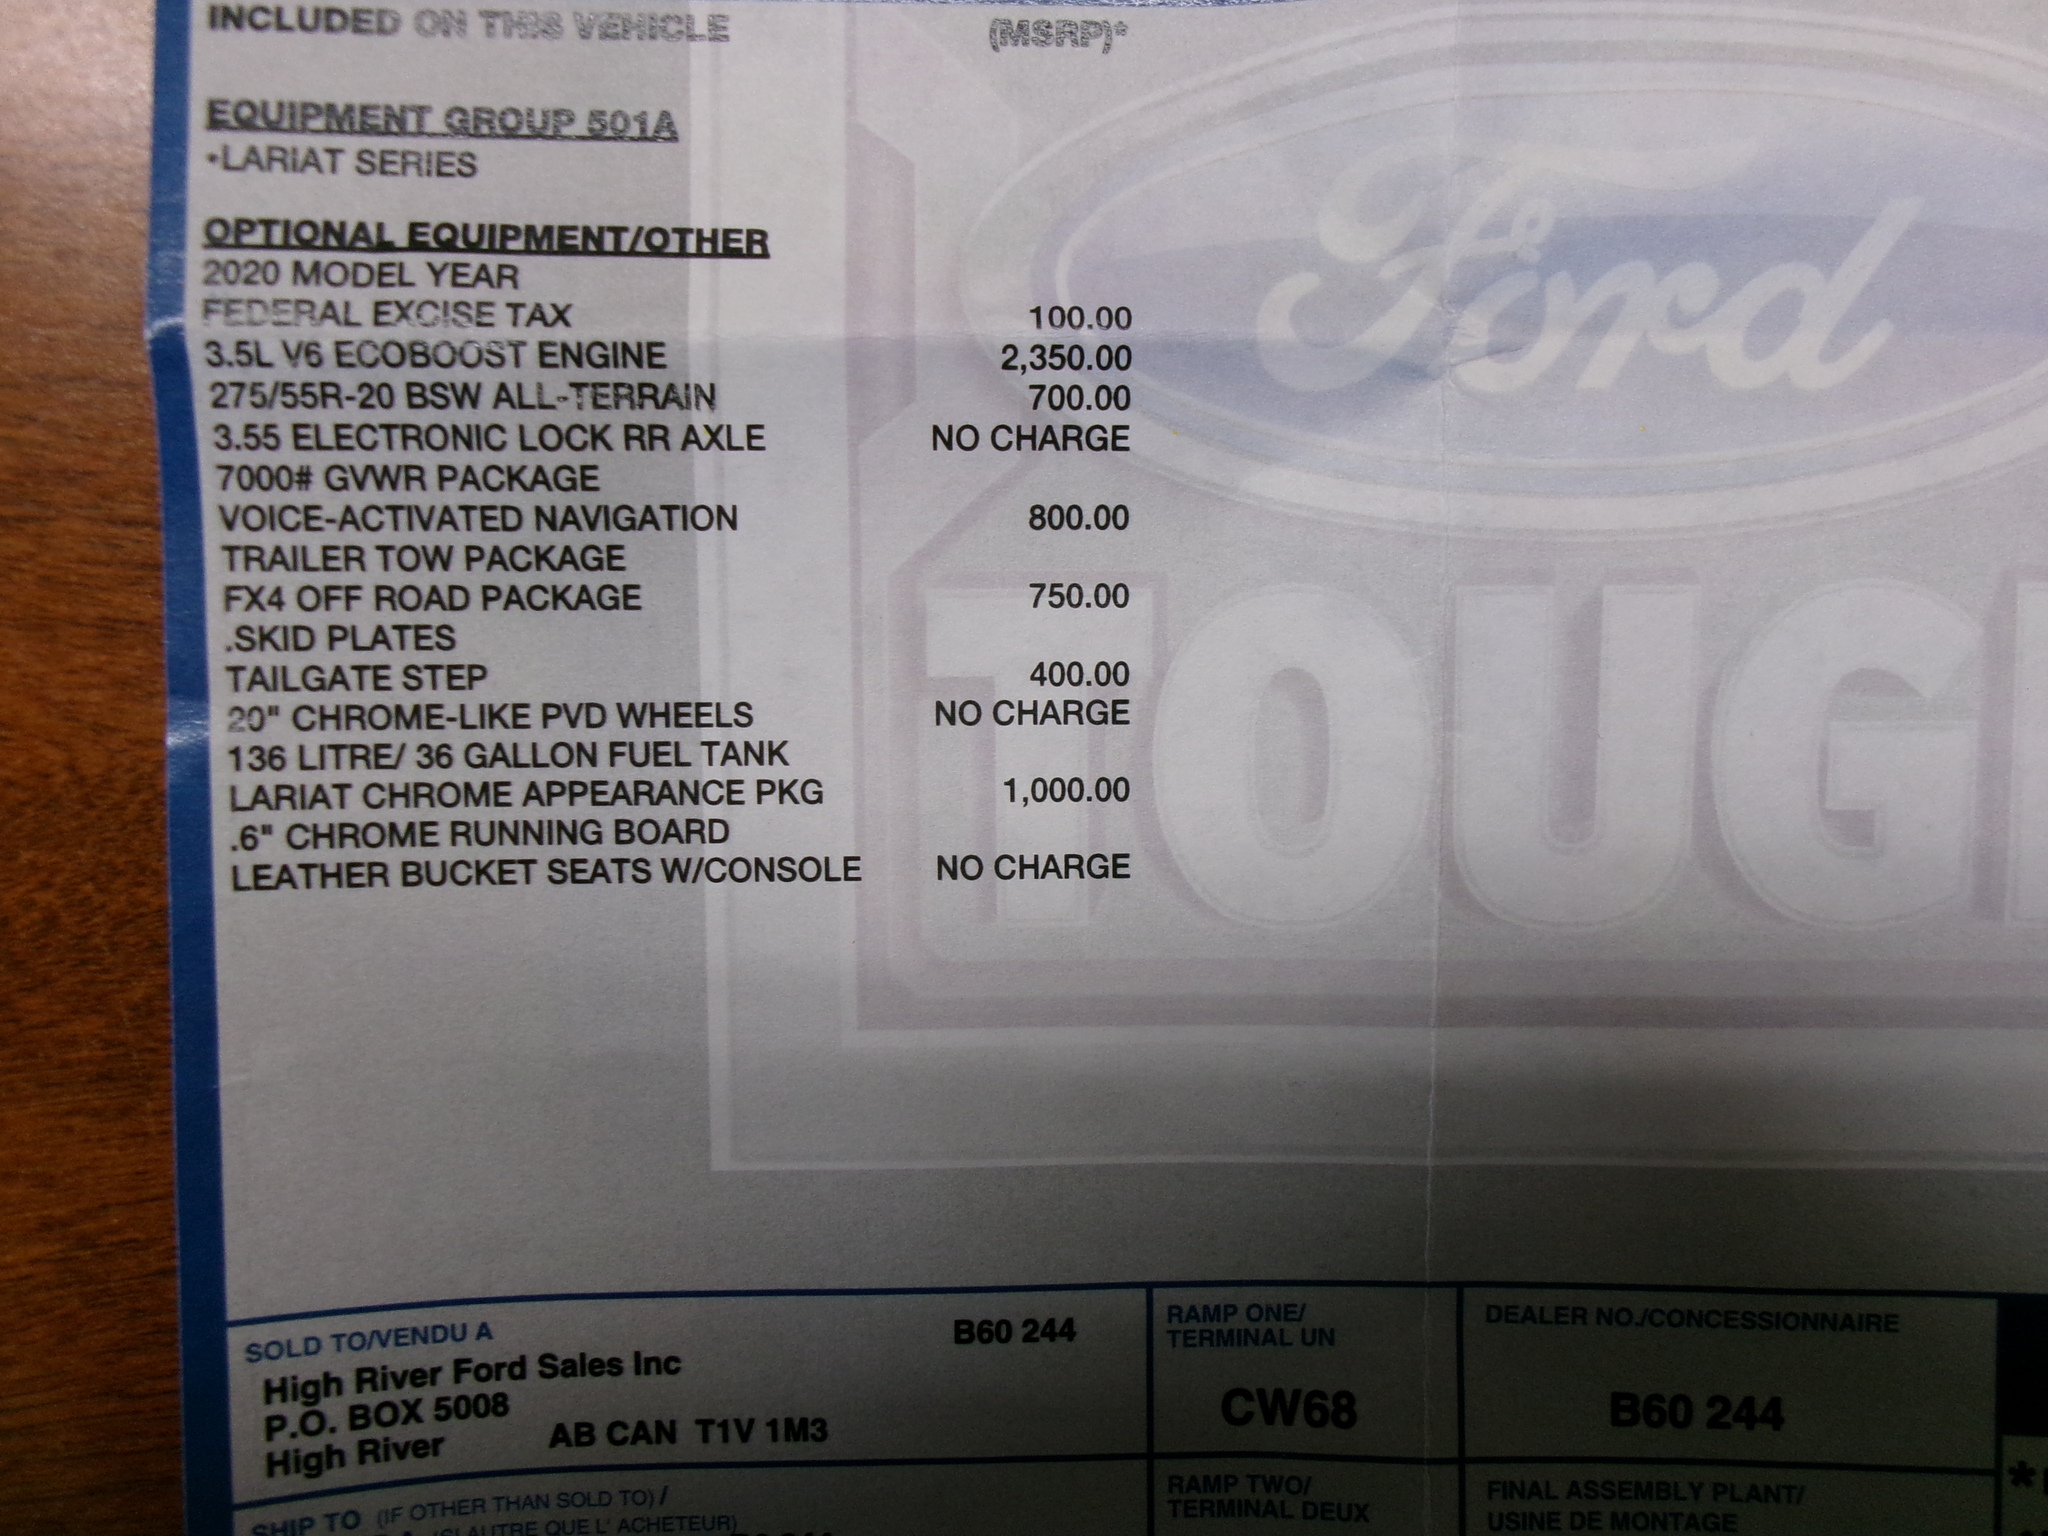 INCLUDED ON THIS VEHICLE (MSRP)*
EQUIPMENT GROUP 501A
•LARIAT SERIES
OPTIONAL EQUIPMENT/OTHER
2020 MODEL YEAR
FEDERAL EXCISE TAX 100.00
3.5L V6 ECOBOOST ENGINE 2,350.00
275/55R-20 BSW ALL-TERRAIN 700.00
3.55 ELECTRONIC LOCK RR AXLE NO CHARGE
7000# GVWR PACKAGE
VOICE-ACTIVATED NAVIGATION 800.00
TRAILER TOW PACKAGE
FX4 OFF ROAD PACKAGE 750.00
.SKID PLATES
TAILGATE STEP 400.00
20" CHROME-LIKE PVD WHEELS NO CHARGE
136 LITRE/ 36 GALLON FUEL TANK
LARIAT CHROME APPEARANCE PKG 1,000.00
.6" CHROME RUNNING BOARD
LEATHER BUCKET SEATS W/CONSOLE NO CHARGE
Ford
TOUG
SOLD TO/VENDU A B60 244
High River Ford Sales Inc
P.O. BOX 5008
High River AB CAN T1V 1M3
RAMP ONE/
TERMINAL UN
CW68
DEALER NO./CONCESSIONNAIRE
B60 244
SHIP TO (IF OTHER THAN SOLD TO) /
(SI AUTRE QUE L' ACHETEUR)
RAMP TWO/
TERMINAL DEUX
FINAL ASSEMBLY PLANT/
USINE DE MONTAGE
*